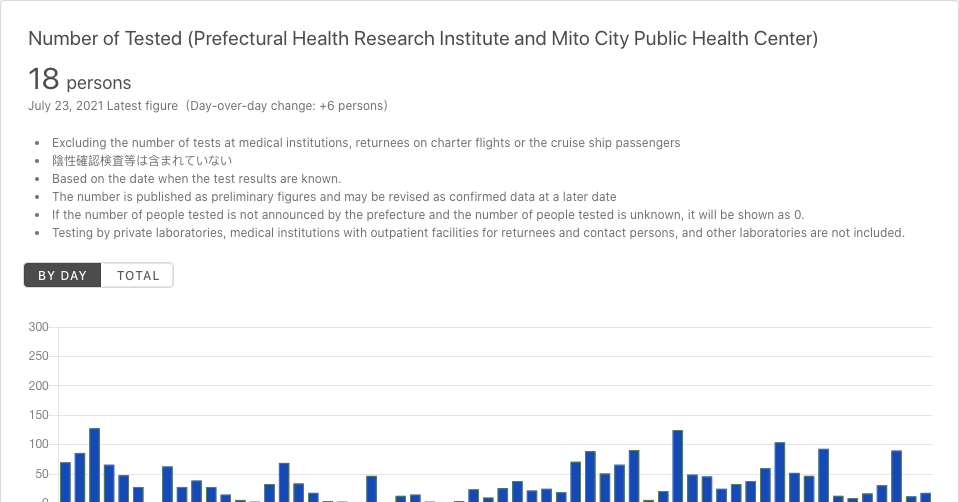 Number of Tested (Prefectural Health Research Institute and Mito City Public Health Center)
18 persons
July 23, 2021 Latest figure（Day-over-day change: +6 persons）
• Excluding the number of tests at medical institutions, returnees on charter flights or the cruise ship passengers
• 陰性確認検査等は含まれていない
• Based on the date when the test results are known.
• The number is published as preliminary figures and may be revised as confirmed data at a later date
• If the number of people tested is not announced by the prefecture and the number of people tested is unknown, it will be shown as 0.
• Testing by private laboratories, medical institutions with outpatient facilities for returnees and contact persons, and other laboratories are not included.
BY DAY TOTAL
300
250
200
150
100
50
0